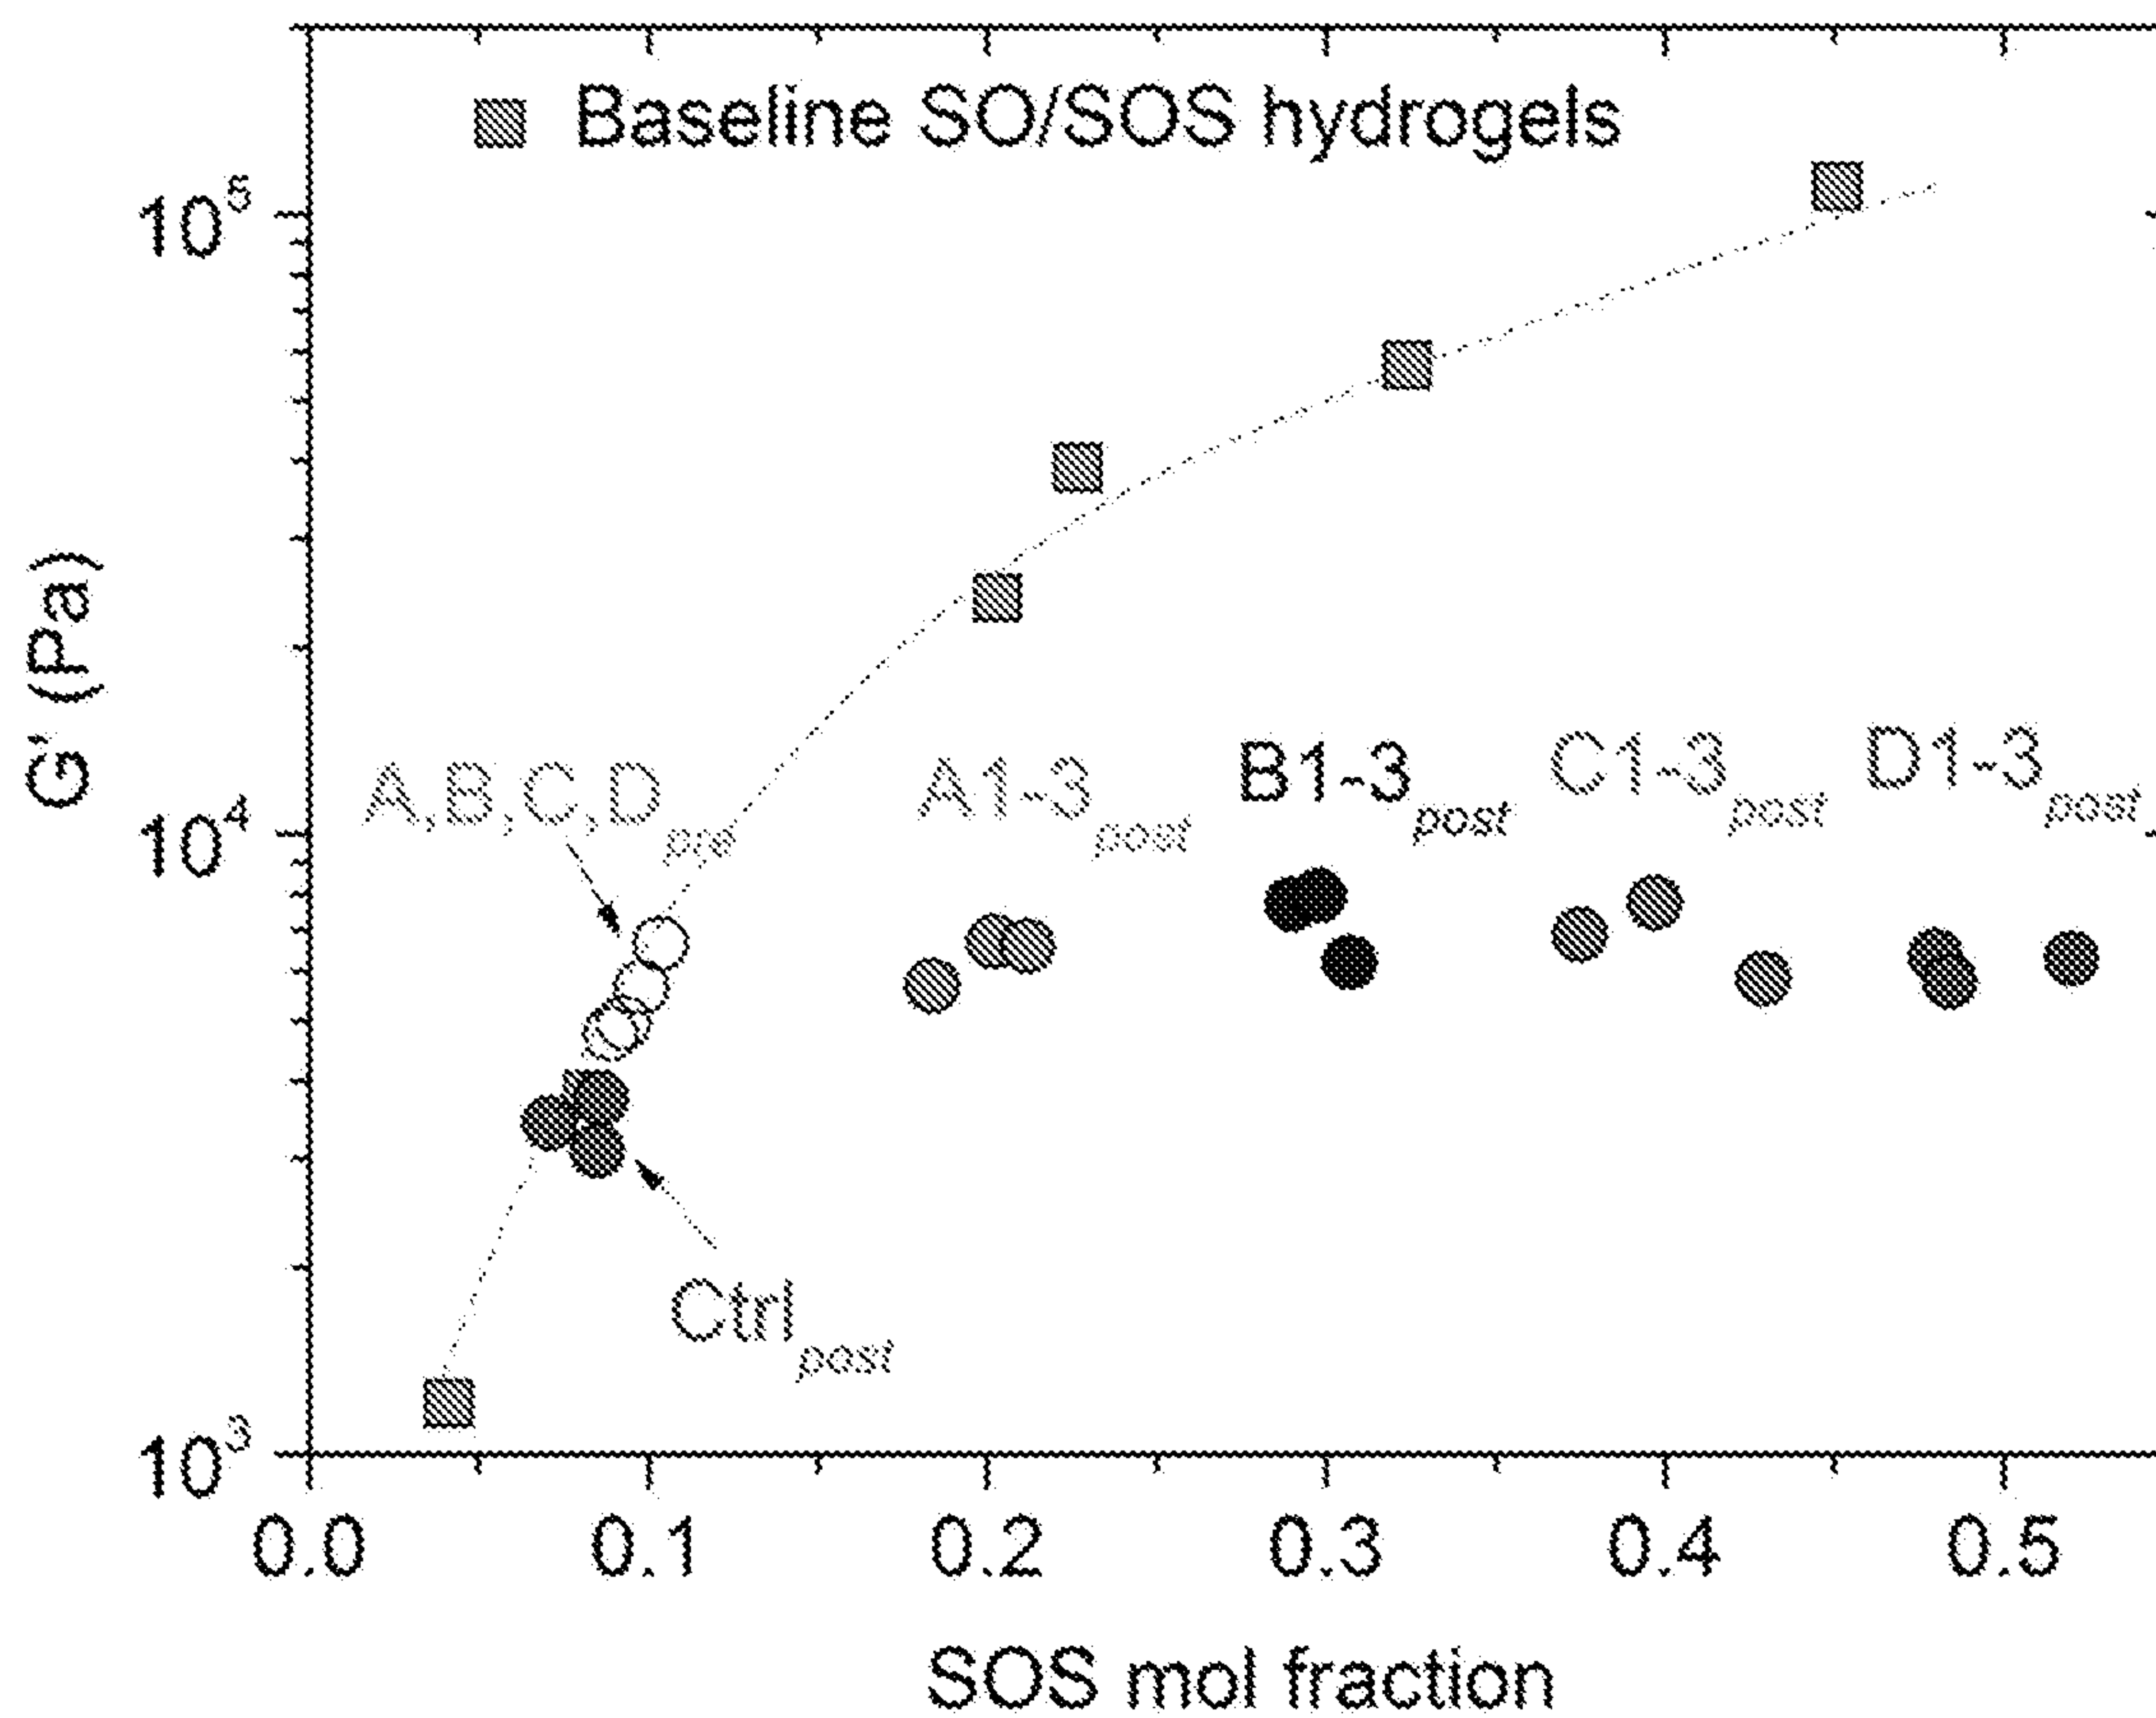 Baseline SO/SOS hydrogels
10^5
G' (Pa)
A,B,C,D_pre
A1-3_post
B1-3_post
C1-3_post
D1-3_post
10^4
Ctrl_post
10^3
0.0 0.1 0.2 0.3 0.4 0.5
SOS mol fraction